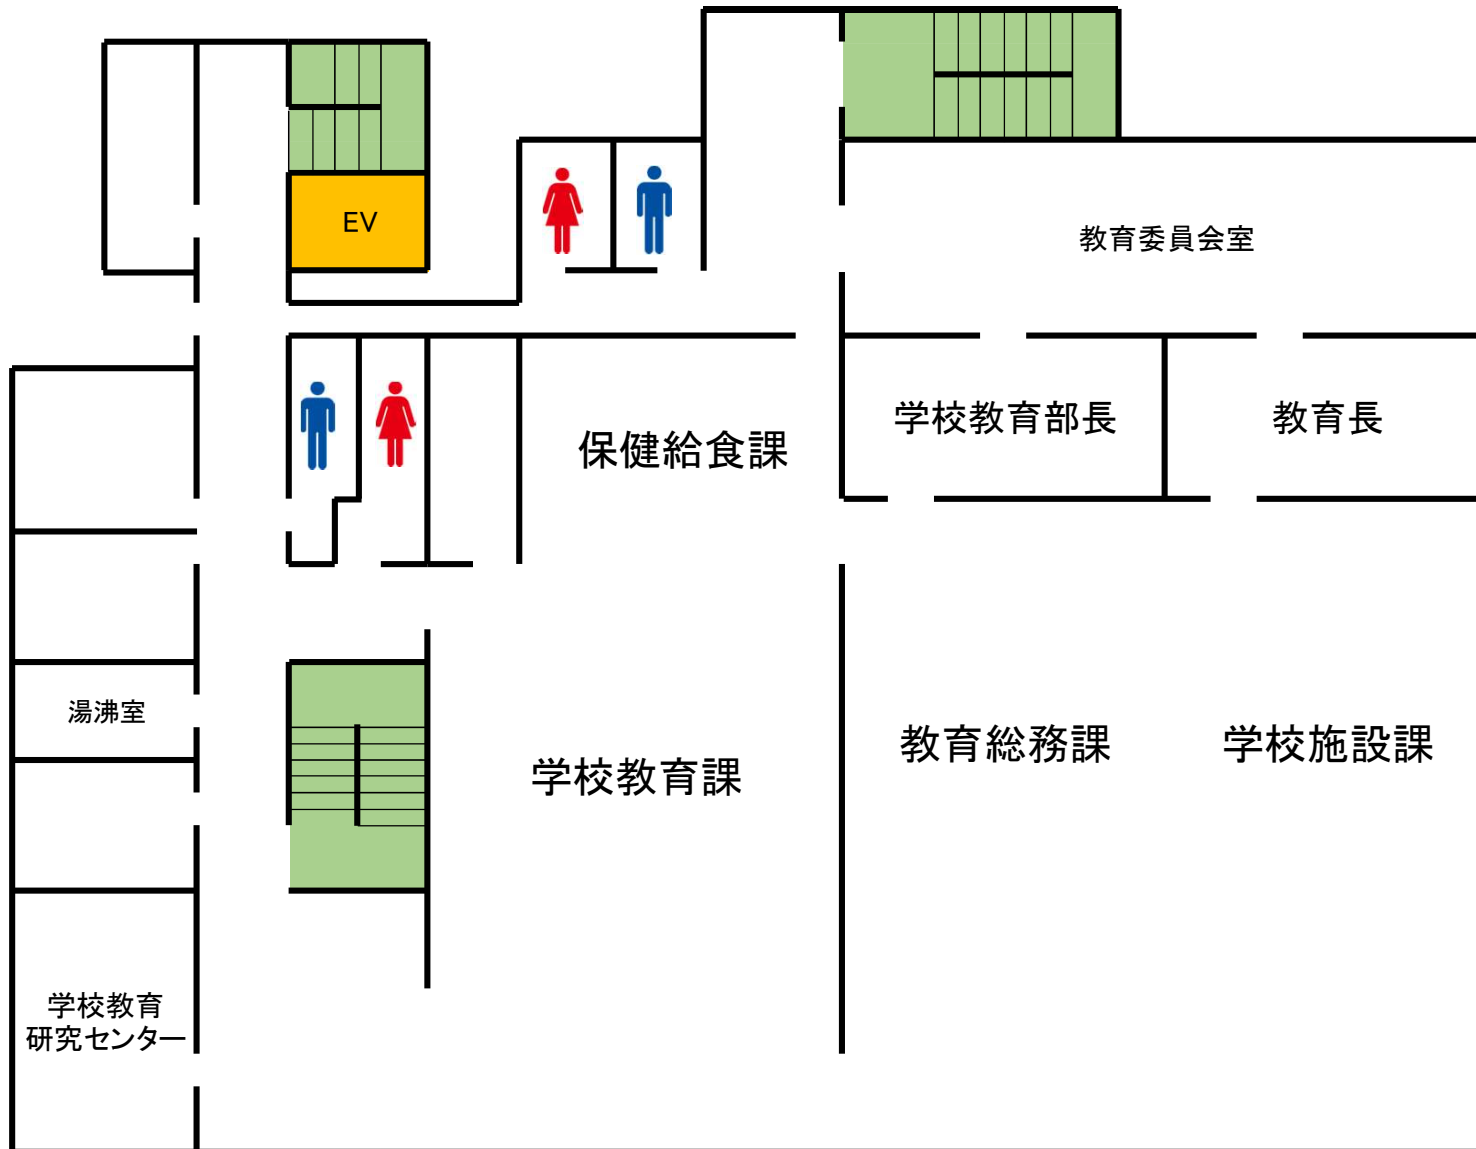 EV
教育委員会室
学校教育部長
教育長
保健給食課
湯沸室
学校教育課
教育総務課
学校施設課
学校教育
研究センター